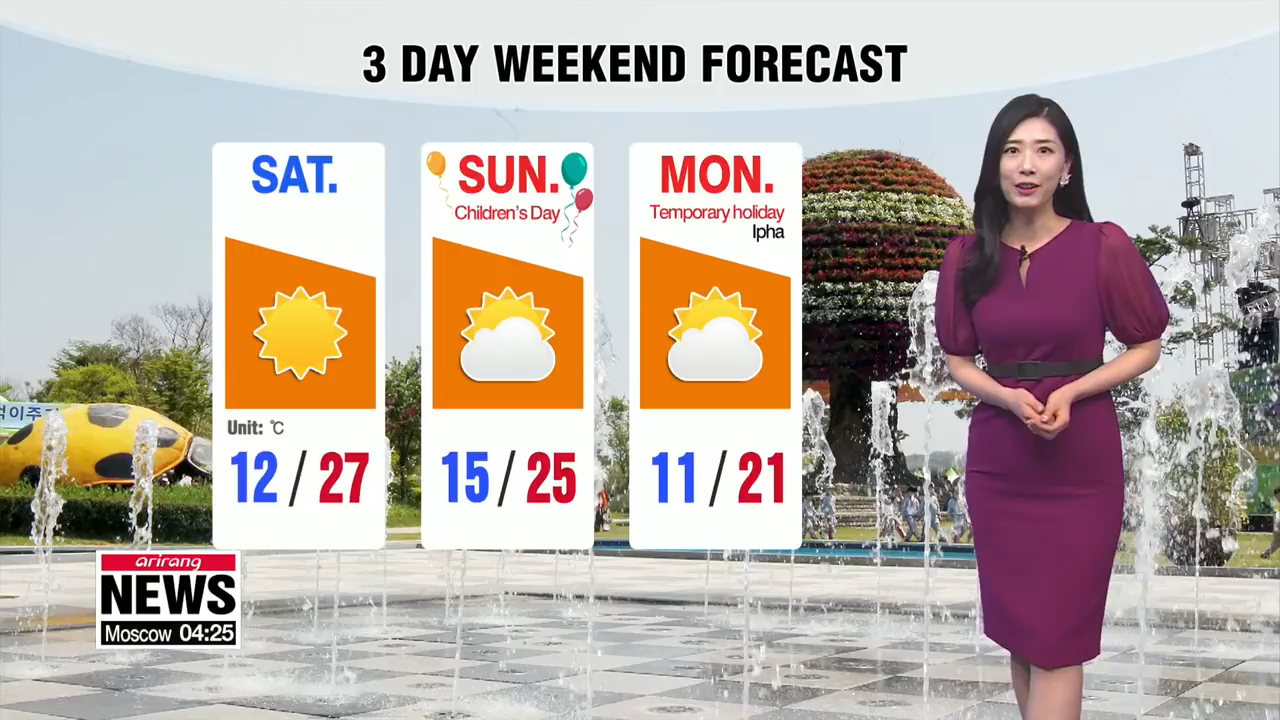 3 DAY WEEKEND FORECAST
SAT.
Unit: ℃
12 / 27
SUN.
Children's Day
15 / 25
MON.
Temporary holiday
Ipha
11 / 21
arirang
NEWS
Moscow 04:25